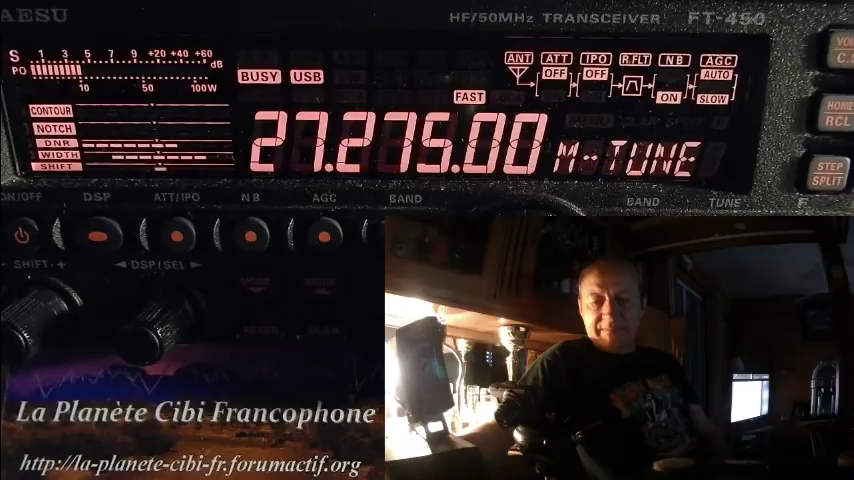 AESU HF/50MHz TRANSCEIVER FT-450
S 1 3 5 7 9 +20 +40 +60 dB
PO 10 50 100W
BUSY USB
ANT ATT IPO R.FLT NB AGC
OFF OFF AUTO
ON SLOW
FAST
CONTOUR
NOTCH
DNR
WIDTH
SHIFT
27.275.00 M-TUNE
HOME
RCL
STEP
SPLIT
ON/OFF DSP ATT/IPO NB AGC BAND BAND TUNE F
SHIFT・+ ◄DSP/SEL►
La Planète Cibi Francophone
http://la-planete-cibi-fr.forumactif.org